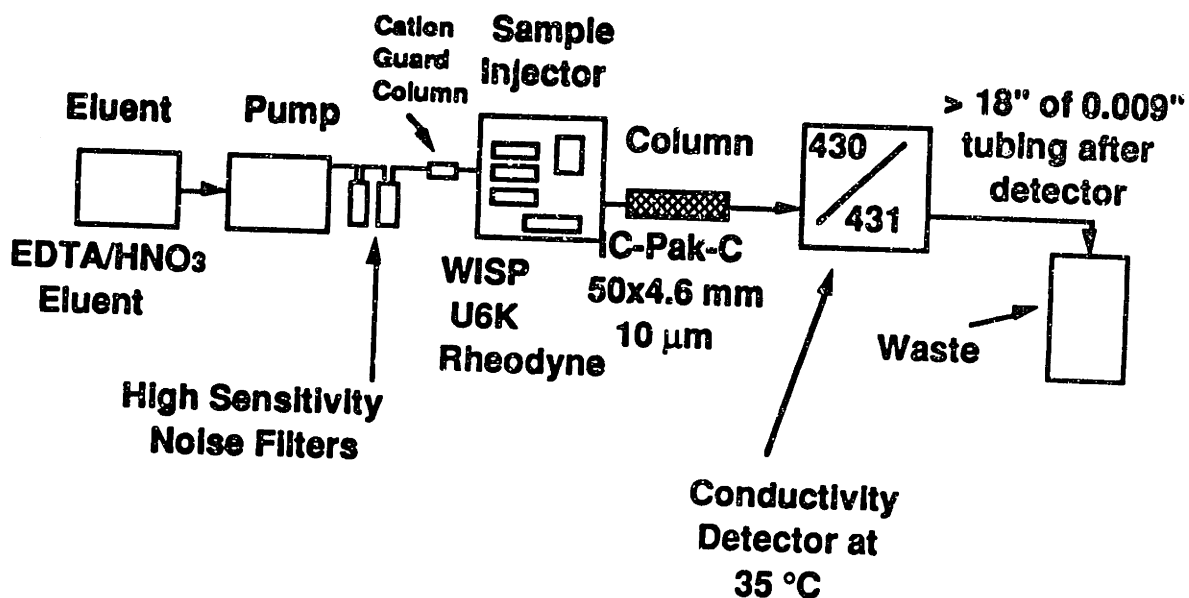 Cation
Guard
Column
Sample
Injector
Eluent
Pump
> 18" of 0.009"
tubing after
detector
Column
430
431
EDTA/HNO3
Eluent
WISP
U6K
Rheodyne
IC-Pak-C
50x4.6 mm
10 μm
Waste
High Sensitivity
Noise Filters
Conductivity
Detector at
35 °C